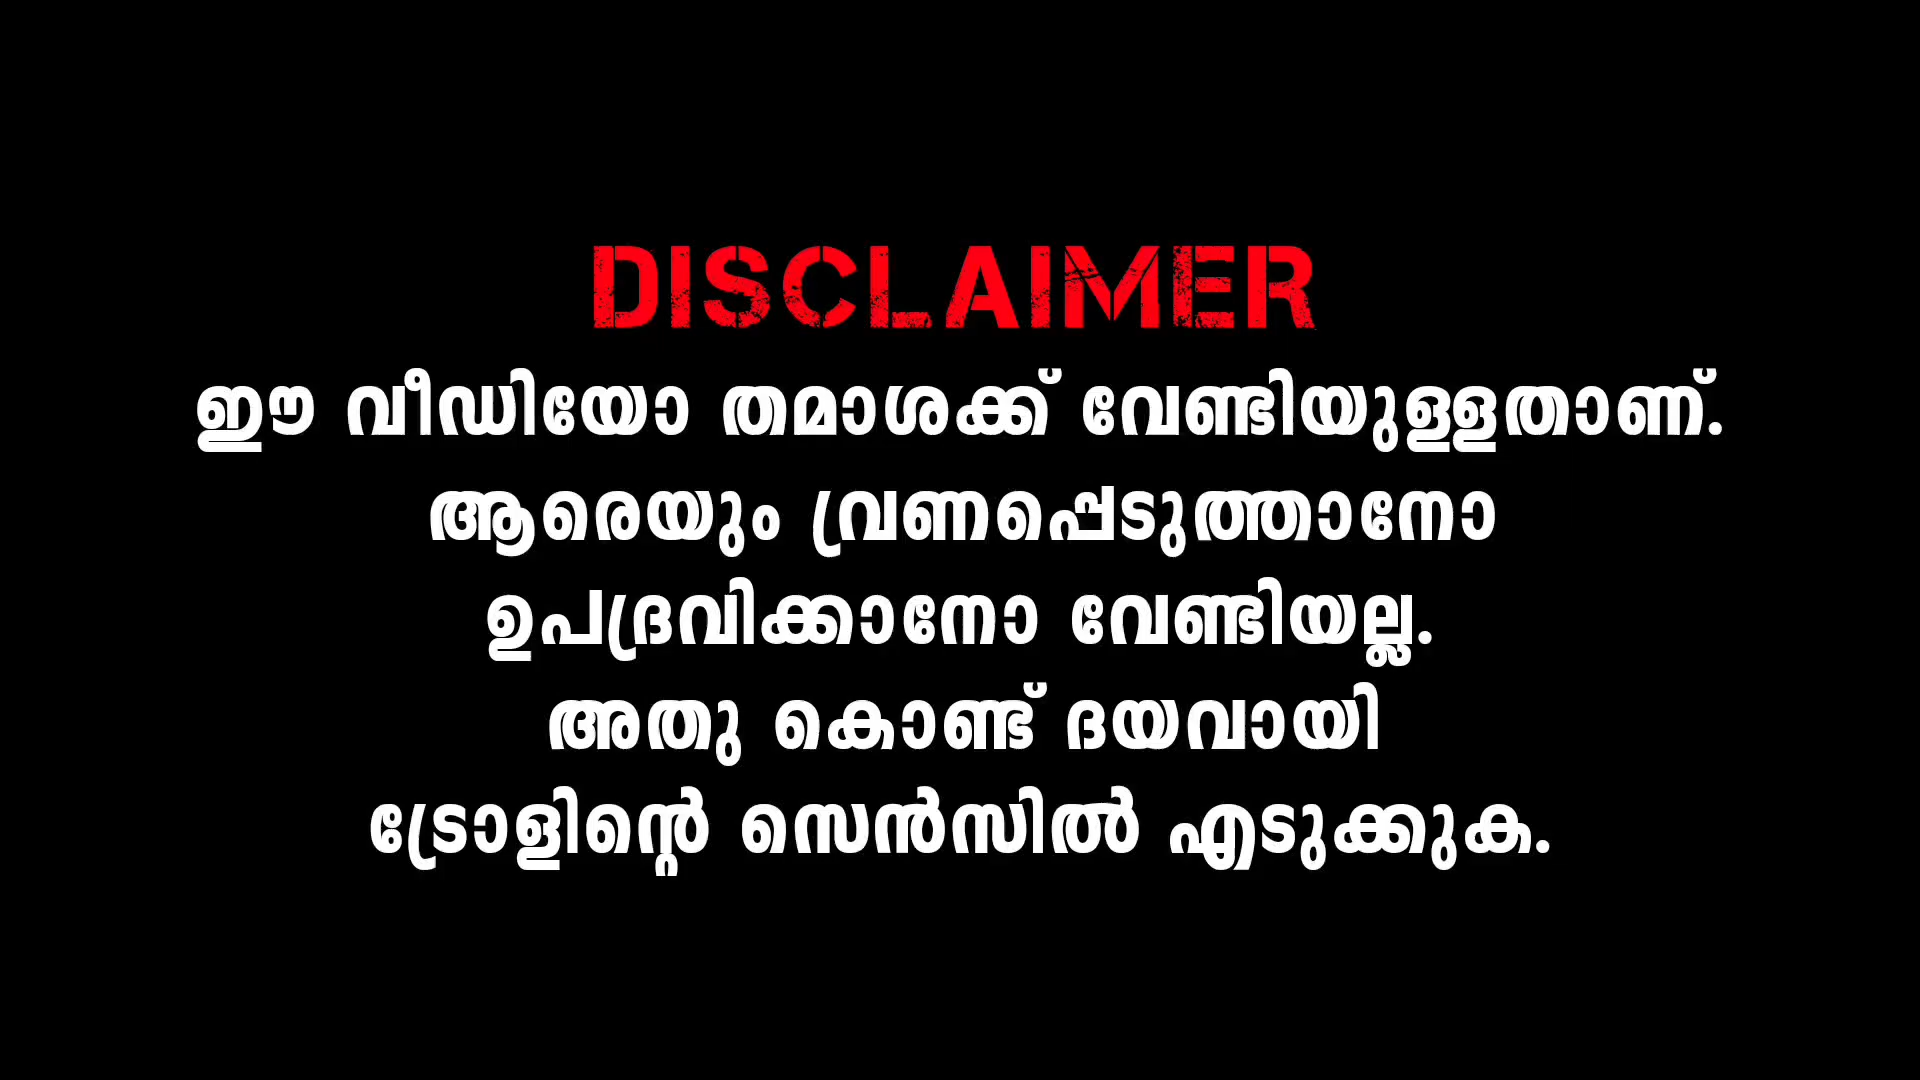 DISCLAIMER
ഈ വീഡിയോ തമാശക്ക് വേണ്ടിയുള്ളതാണ്.
ആരെയും വ്രണപ്പെടുത്താനോ
ഉപദ്രവിക്കാനോ വേണ്ടിയല്ല.
അതു കൊണ്ട് ദയവായി
ട്രോളിന്റെ സെൻസിൽ എടുക്കുക.